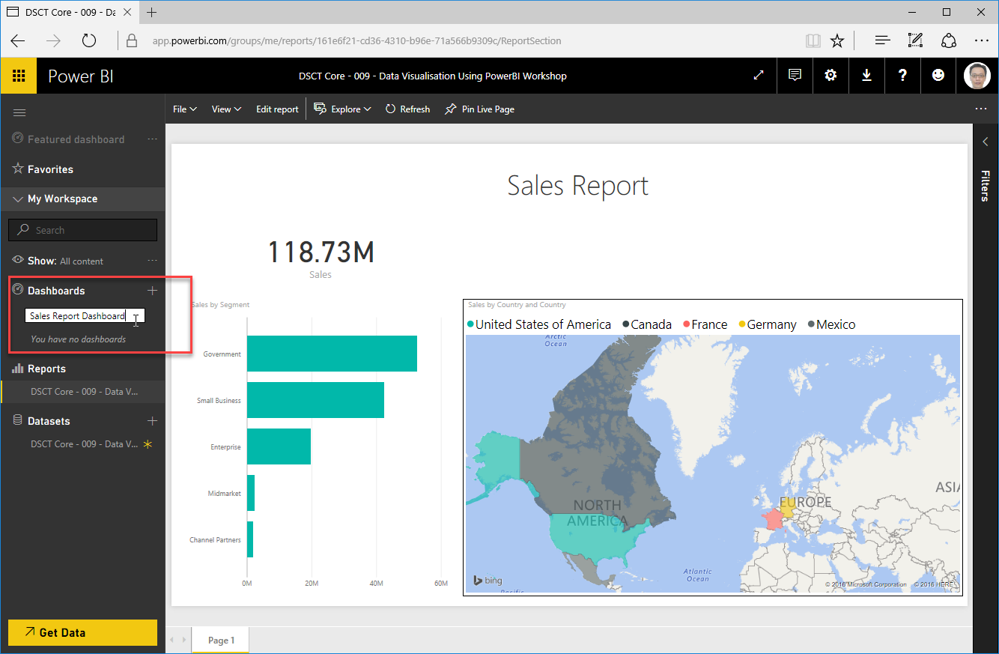 DSCT Core - 009 - Da
app.powerbi.com/groups/me/reports/161e6f21-cd36-4310-b96e-71a566b9309c/ReportSection
Power BI
DSCT Core - 009 - Data Visualisation Using PowerBI Workshop
File
View
Edit report
Explore
Refresh
Pin Live Page
Featured dashboard
Favorites
My Workspace
Search
Show: All content
Dashboards
Sales Report Dashboard
You have no dashboards
Reports
DSCT Core - 009 - Data V...
Datasets
DSCT Core - 009 - Data V...
Get Data
Filters
Sales Report
118.73M
Sales
Sales by Segment
Government
Small Business
Enterprise
Midmarket
Channel Partners
0M 20M 40M 60M
Sales by Country and Country
United States of America Canada France Germany Mexico
Arctic
Ocean
ASIA
EUROPE
NORTH
AMERICA
Atlantic
Ocean
Pacific
bing
© 2016 Microsoft Corporation © 2016 HERE
Page 1